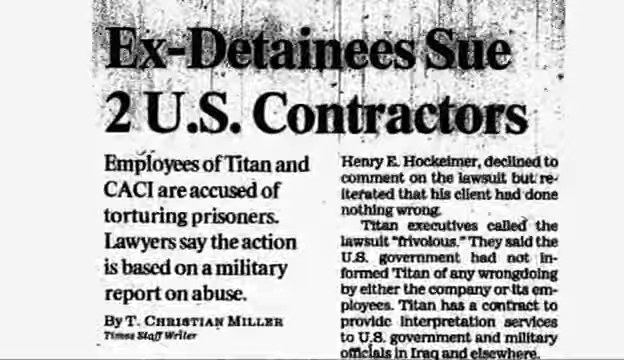 Ex-Detainees Sue
2 U.S. Contractors
Employees of Titan and
CACI are accused of
torturing prisoners.
Lawyers say the action
is based on a military
report on abuse.
By T. CHRISTIAN MILLER
Times Staff Writer
Henry E. Hockeimer, declined to
comment on the lawsuit but re-
iterated that his client had done
nothing wrong.
Titan executives called the
lawsuit "frivolous." They said the
U.S. government had not in-
formed Titan of any wrongdoing
by either the company or its em-
ployees. Titan has a contract to
provide interpretation services
to U.S. government and military
officials in Iraq and elsewhere.